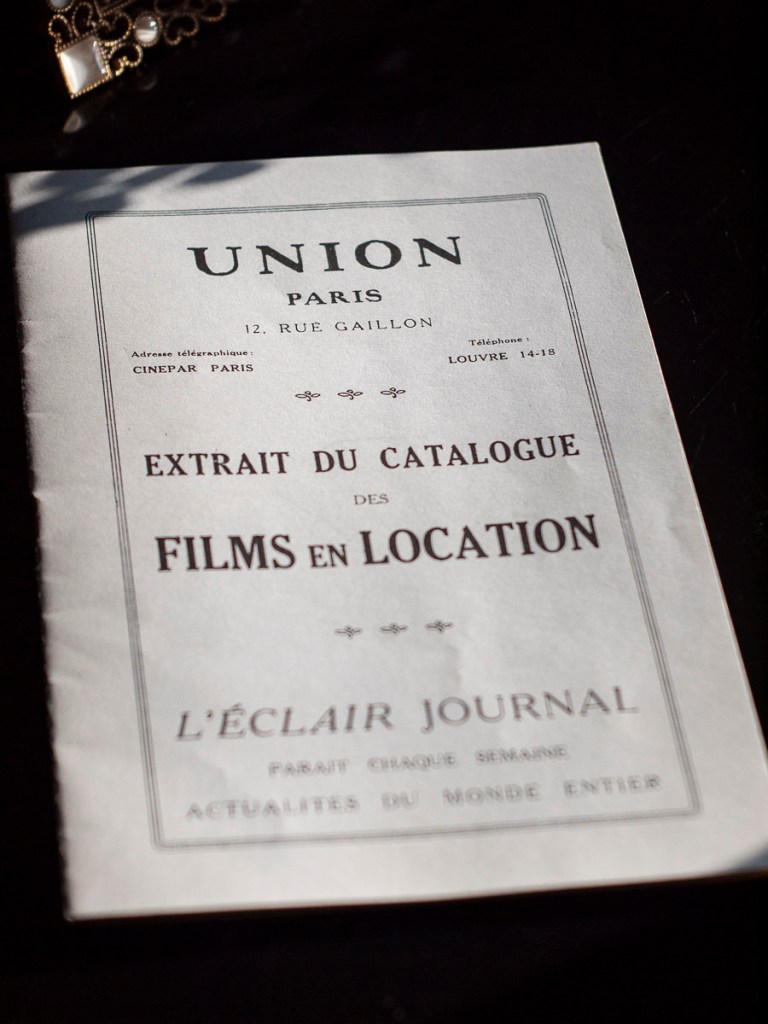 UNION
PARIS
12, RUE GAILLON
Adresse télégraphique:
CINEPAR PARIS
Téléphone:
LOUVRE 14-18
EXTRAIT DU CATALOGUE
DES
FILMS EN LOCATION
L'ÉCLAIR JOURNAL
PARAIT CHAQUE SEMAINE
ACTUALITÉS DU MONDE ENTIER